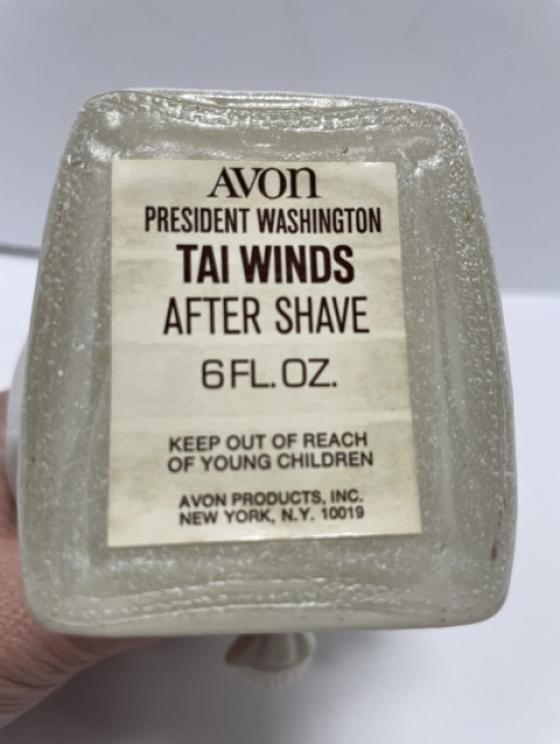 AVON
PRESIDENT WASHINGTON
TAI WINDS
AFTER SHAVE
6 FL. OZ.
KEEP OUT OF REACH
OF YOUNG CHILDREN
AVON PRODUCTS, INC.
NEW YORK, N.Y. 10019